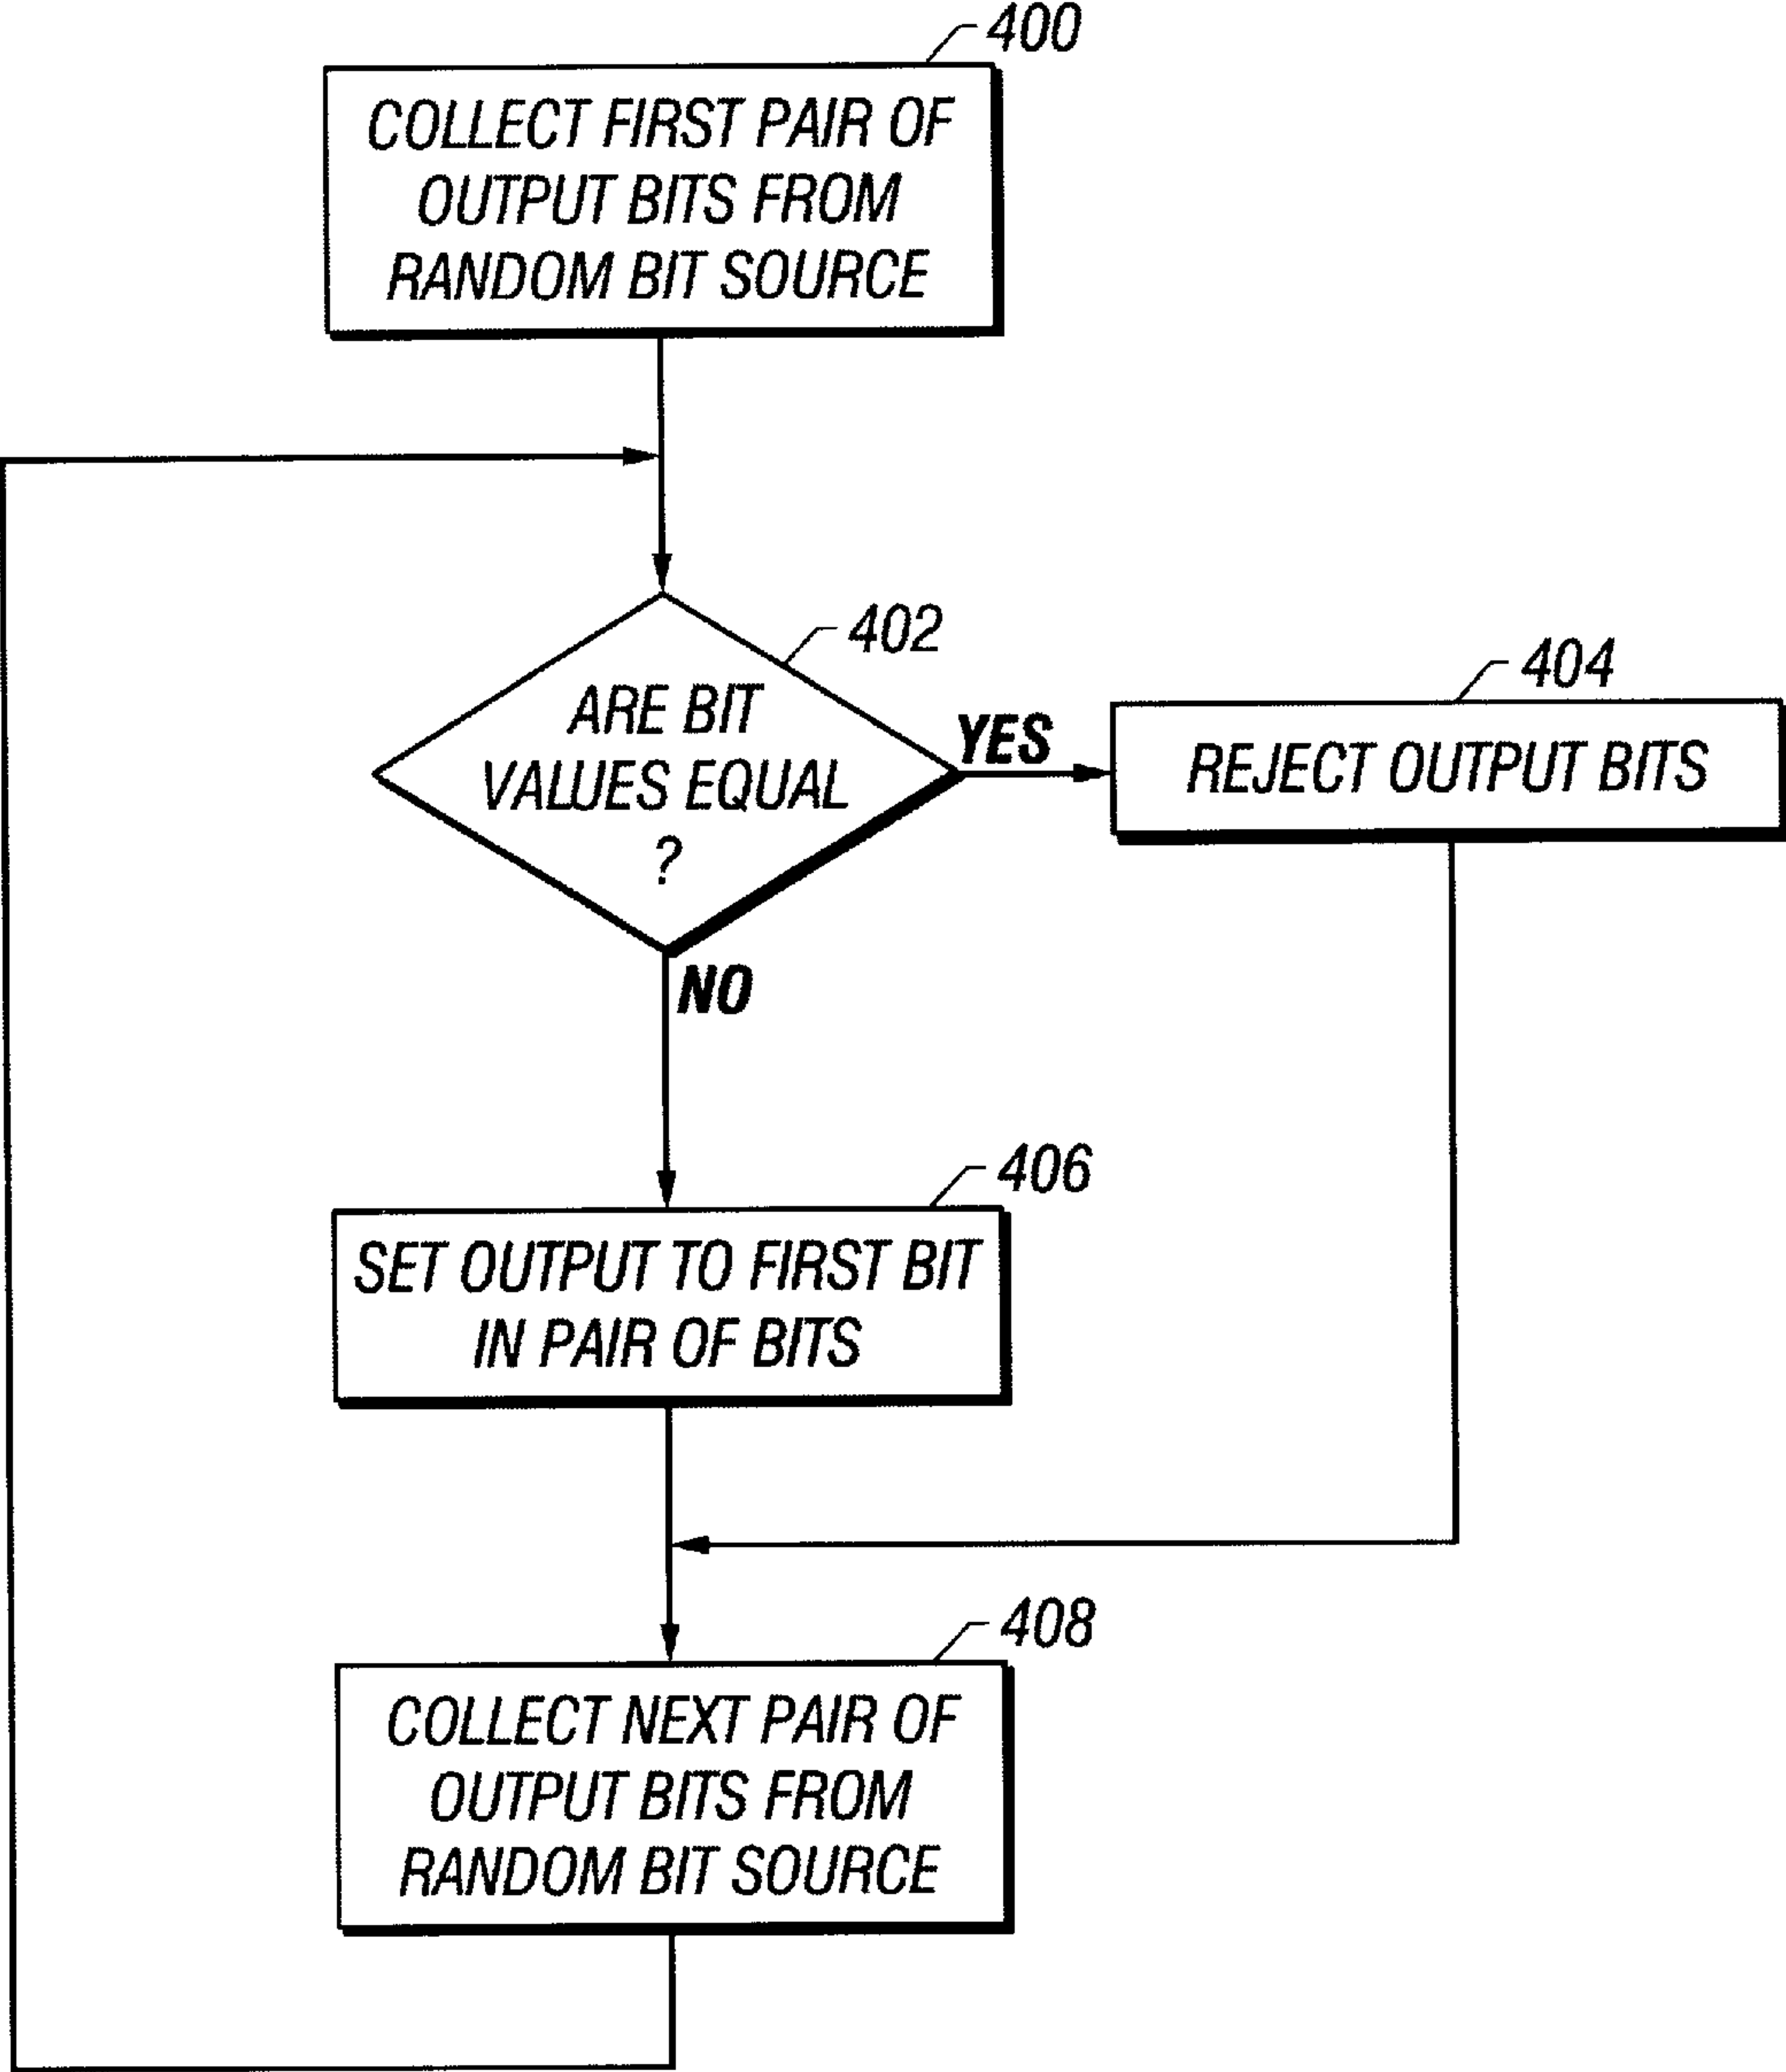 400
COLLECT FIRST PAIR OF
OUTPUT BITS FROM
RANDOM BIT SOURCE
402
ARE BIT
VALUES EQUAL
?
YES
404
REJECT OUTPUT BITS
NO
406
SET OUTPUT TO FIRST BIT
IN PAIR OF BITS
408
COLLECT NEXT PAIR OF
OUTPUT BITS FROM
RANDOM BIT SOURCE